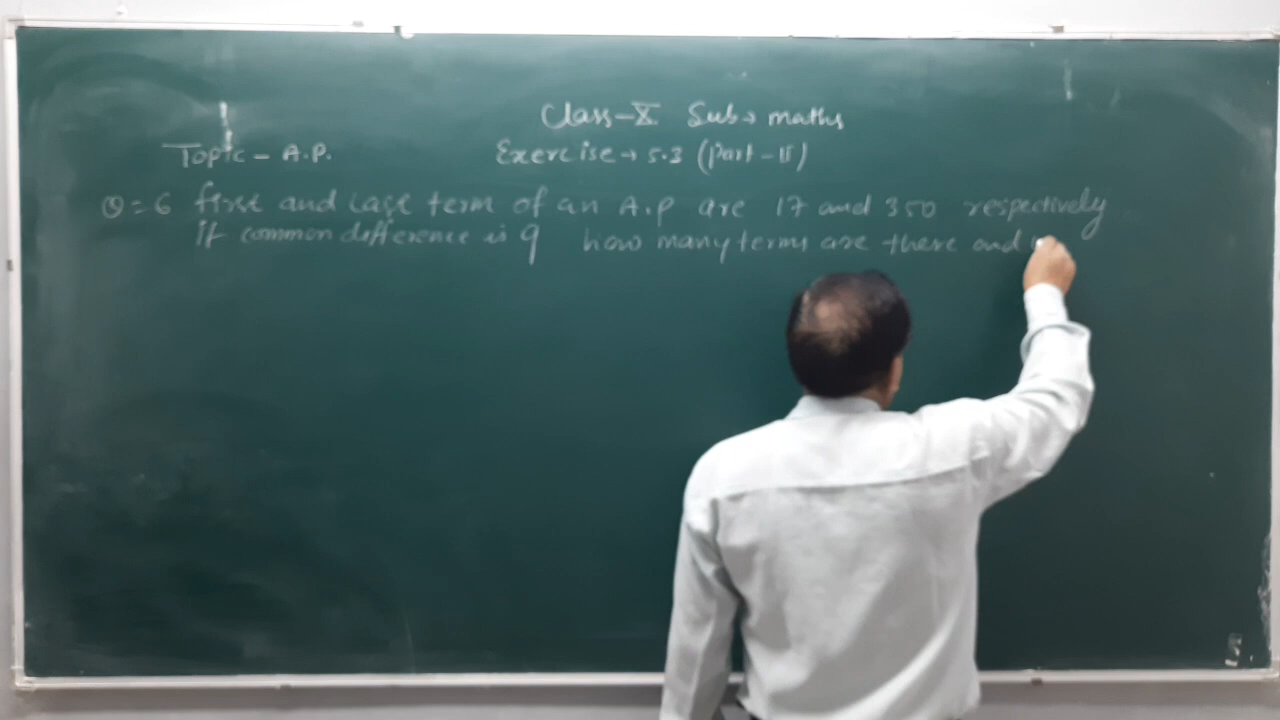 Class-X Sub→ maths
Topic - A.P.
Exercise → 5.3 (Part-II)
Q=6 first and last term of an A.P are 17 and 350 respectively
If common difference is 9 how many terms are there and